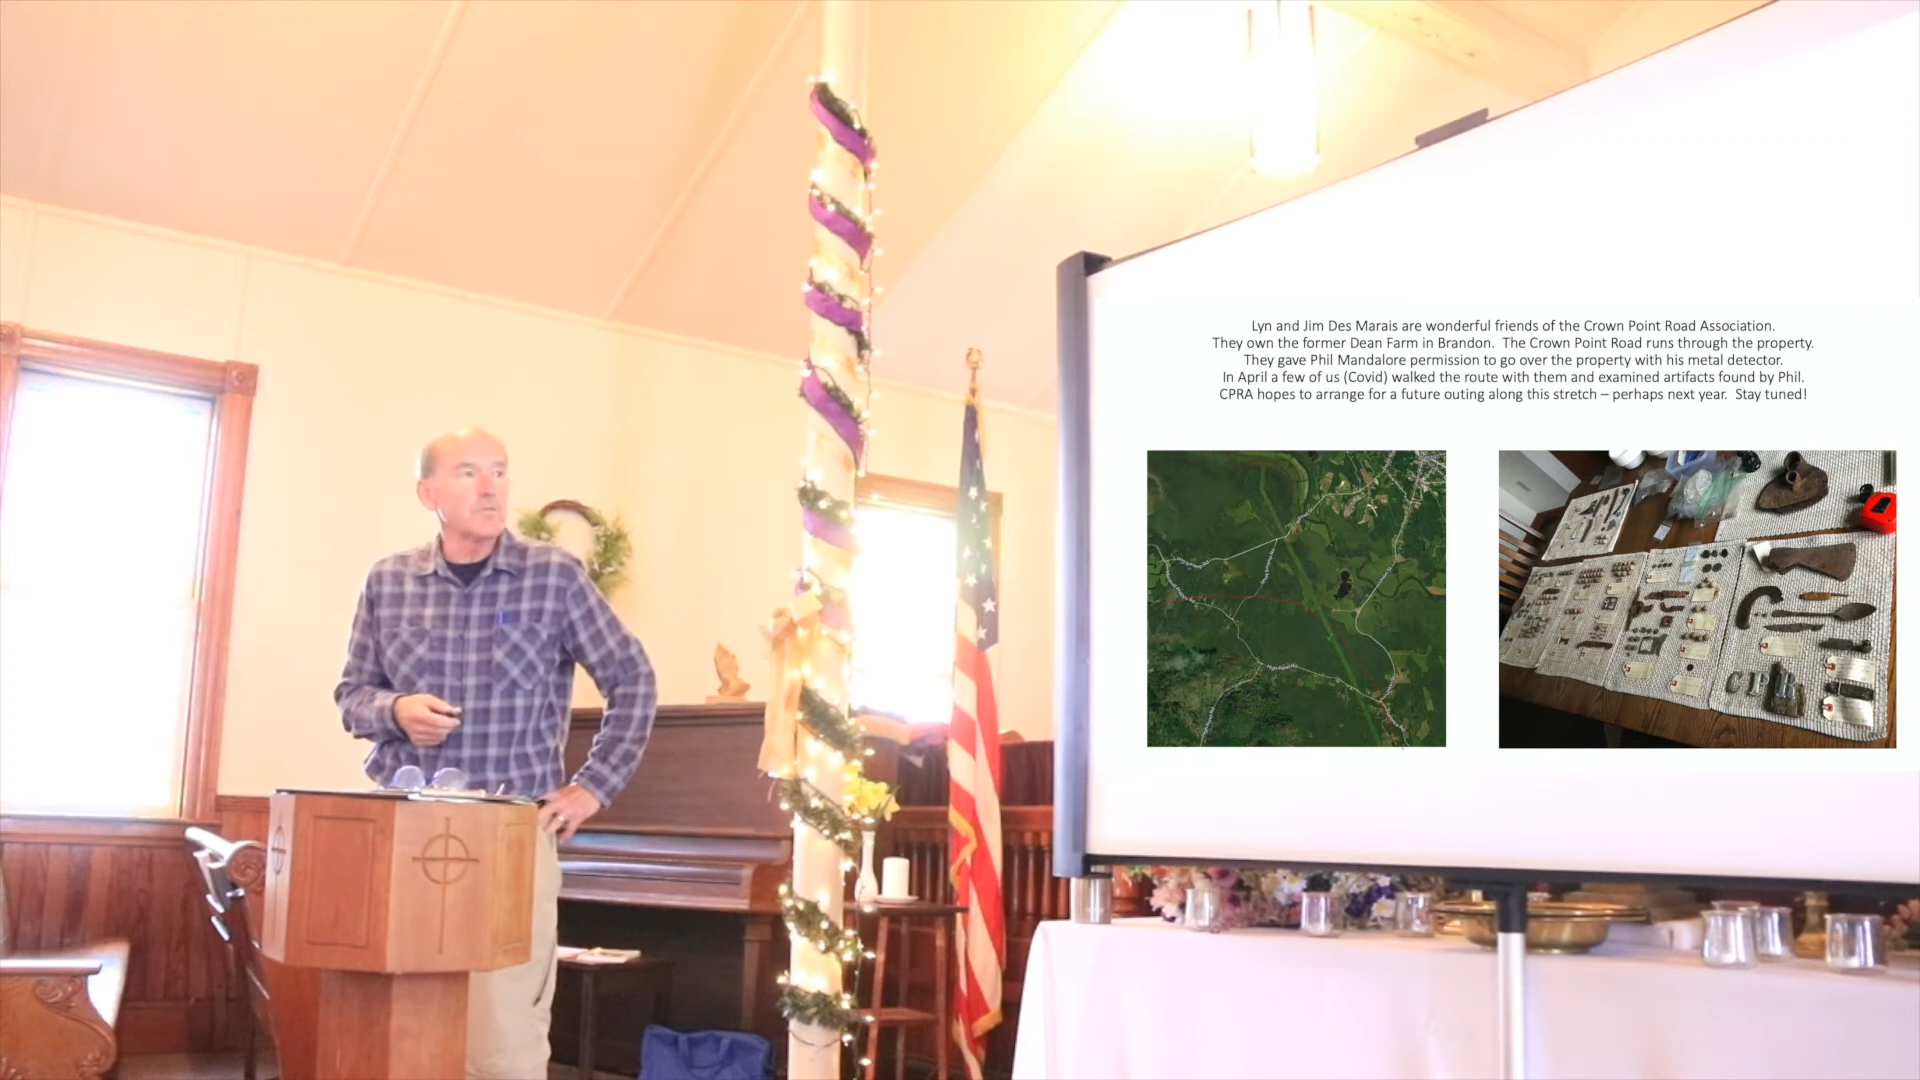 Lyn and Jim Des Marais are wonderful friends of the Crown Point Road Association.
They own the former Dean Farm in Brandon.  The Crown Point Road runs through the property.
They gave Phil Mandalore permission to go over the property with his metal detector.
In April a few of us (Covid) walked the route with them and examined artifacts found by Phil.
CPRA hopes to arrange for a future outing along this stretch – perhaps next year.  Stay tuned!
CPR